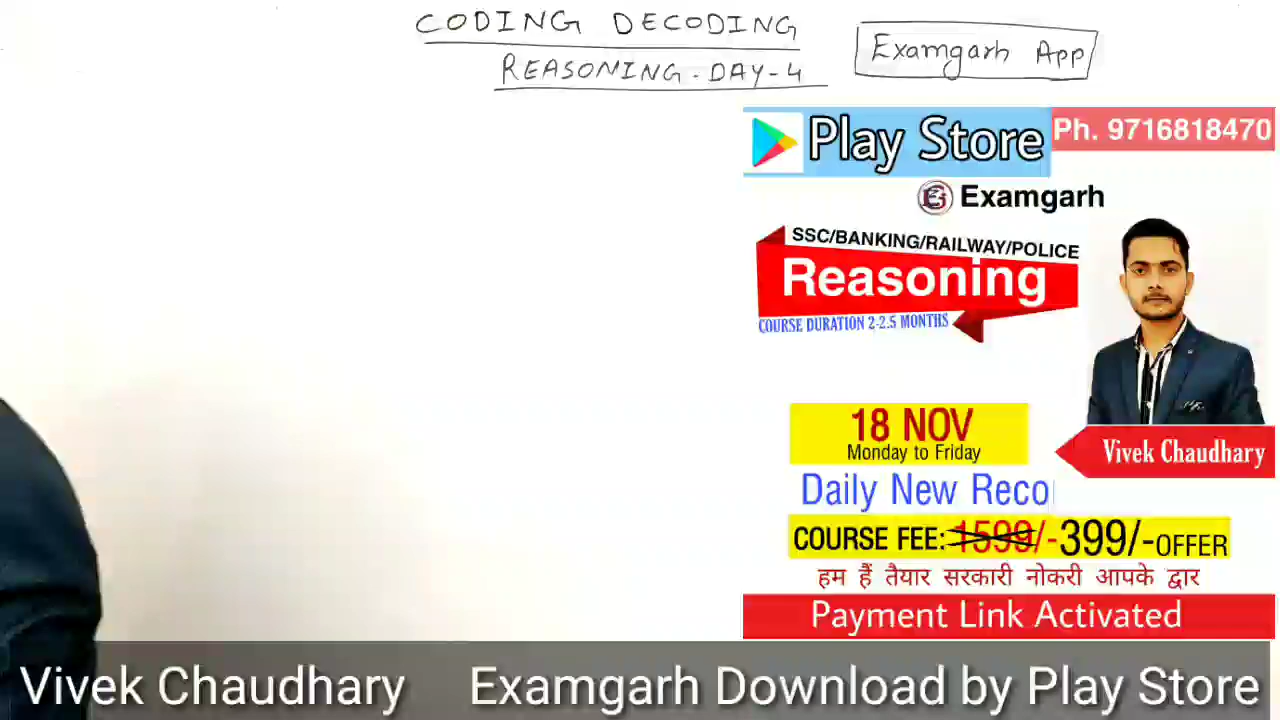 CODING DECODING
REASONING-DAY-4
Examgarh App
Play Store
Ph. 9716818470
Examgarh
SSC/BANKING/RAILWAY/POLICE
Reasoning
COURSE DURATION 2-2.5 MONTHS
18 NOV
Monday to Friday
Vivek Chaudhary
Daily New Reco
COURSE FEE: 1599/-399/-OFFER
हम हैं तैयार सरकारी नोकरी आपके द्वार
Payment Link Activated
Vivek Chaudhary Examgarh Download by Play Store